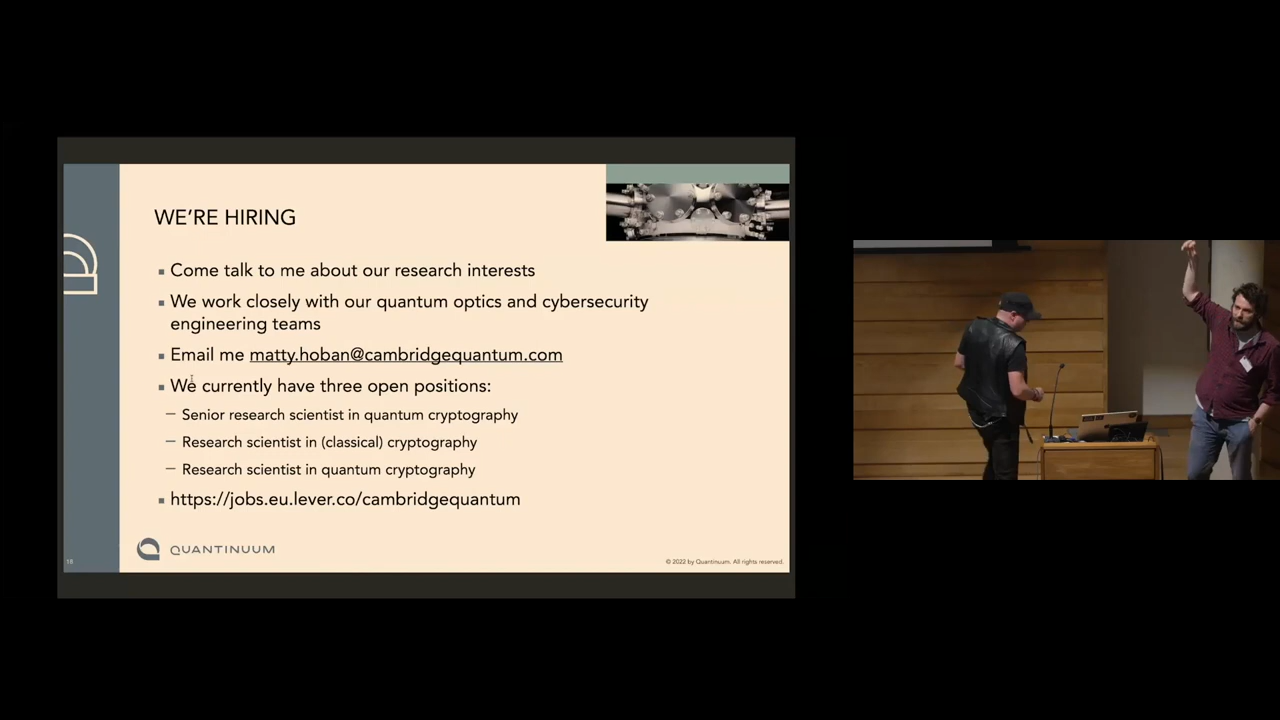 WE'RE HIRING
Come talk to me about our research interests
We work closely with our quantum optics and cybersecurity
engineering teams
Email me matty.hoban@cambridgequantum.com
We currently have three open positions:
Senior research scientist in quantum cryptography
Research scientist in (classical) cryptography
Research scientist in quantum cryptography
https://jobs.eu.lever.co/cambridgequantum
QUANTINUUM
18
© 2022 by Quantinuum. All rights reserved.